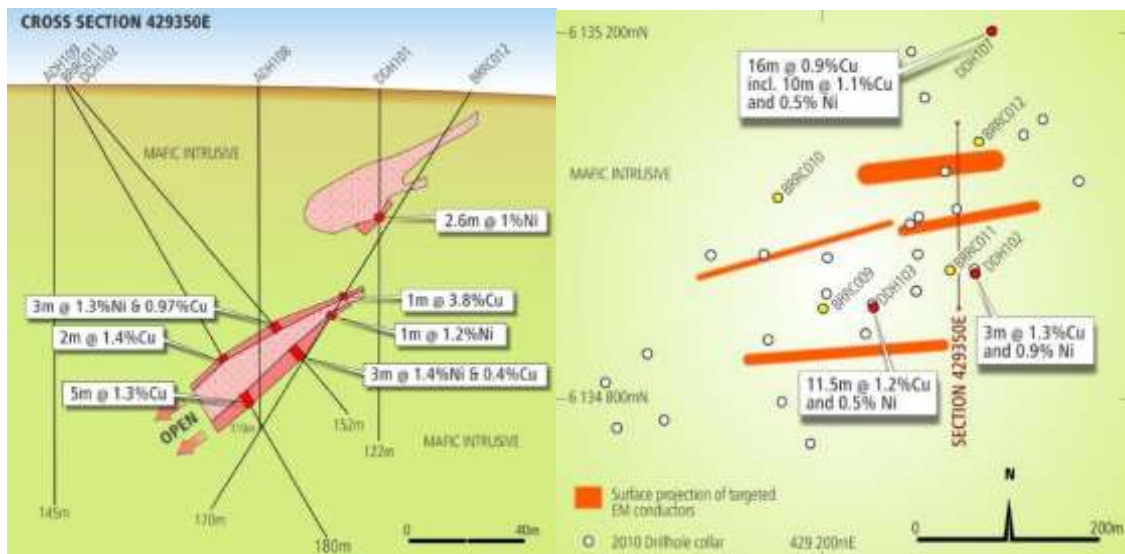 CROSS SECTION 429350E
ADH109
BRRC011
DDH102
ADH108
DDH101
BRRC012
MAFIC INTRUSIVE
2.6m @ 1%Ni
3m @ 1.3%Ni & 0.97%Cu
1m @ 3.8%Cu
2m @ 1.4%Cu
1m @ 1.2%Ni
5m @ 1.3%Cu
3m @ 1.4%Ni & 0.4%Cu
OPEN
152m
MAFIC INTRUSIVE
122m
145m
120m
180m
0 40m
6 135 200mN
DDH107
16m @ 0.9%Cu
incl. 10m @ 1.1%Cu
and 0.5% Ni
BRRC012
MAFIC INTRUSIVE
BRRC010
BRRC011
DDH102
BRRC009
DDH103
SECTION 429350E
3m @ 1.3%Cu
and 0.9% Ni
11.5m @ 1.2%Cu
and 0.5% Ni
6 134 800mN
Surface projection of targeted
EM conductors
2010 Drillhole collar
429 200mE
N
0 200m